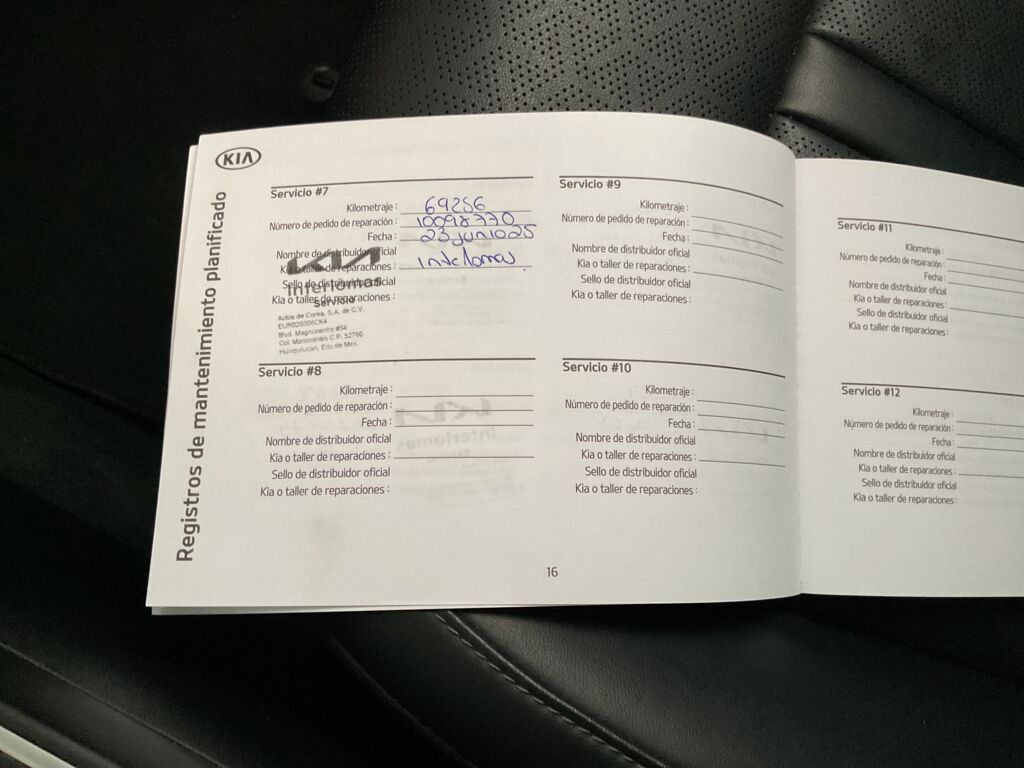 KIA
Registros de mantenimiento planificado
Servicio #7
Kilometraje : 69256
Número de pedido de reparación : 10098770
Fecha : 23 junio 25
Nombre de distribuidor oficial
Kia o taller de reparaciones : Interlomas
Sello de distribuidor oficial
Kia o taller de reparaciones :
KIA
Interlomas
Servicio
Autos de Corea, S.A. de C.V.
Blvd. Magnocentro #54
Col. Manocentro C.P. 52760
Huixquilucan, Edo de Mex.
Servicio #8
Kilometraje :
Número de pedido de reparación :
Fecha :
Nombre de distribuidor oficial
Kia o taller de reparaciones :
Sello de distribuidor oficial
Kia o taller de reparaciones :
Servicio #9
Kilometraje :
Número de pedido de reparación :
Fecha :
Nombre de distribuidor oficial
Kia o taller de reparaciones :
Sello de distribuidor oficial
Kia o taller de reparaciones :
Servicio #10
Kilometraje :
Número de pedido de reparación :
Fecha :
Nombre de distribuidor oficial
Kia o taller de reparaciones :
Sello de distribuidor oficial
Kia o taller de reparaciones :
16
Servicio #11
Kilometraje :
Número de pedido de reparación :
Fecha :
Nombre de distribuidor oficial
Kia o taller de reparaciones :
Sello de distribuidor oficial
Kia o taller de reparaciones :
Servicio #12
Kilometraje :
Número de pedido de reparación :
Fecha :
Nombre de distribuidor oficial
Kia o taller de reparaciones :
Sello de distribuidor oficial
Kia o taller de reparaciones :